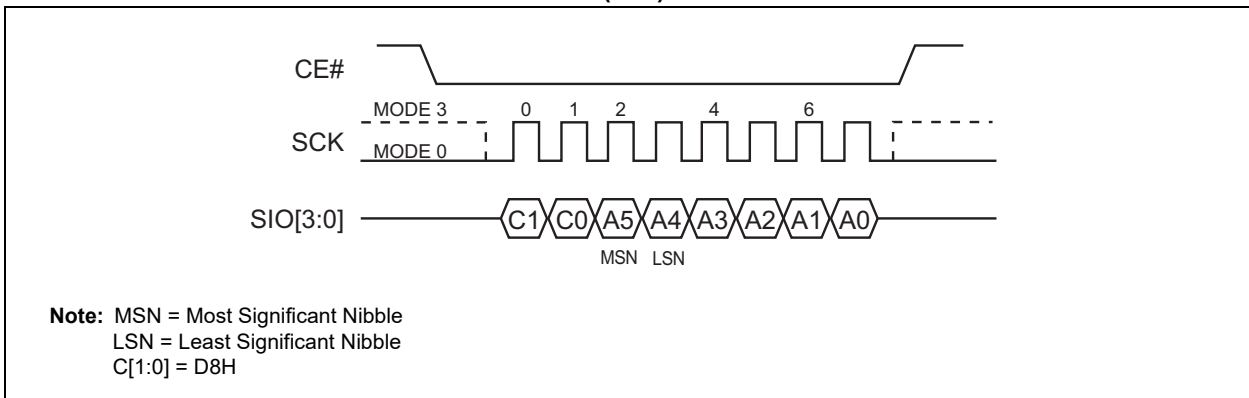 CE#
MODE 3 0 1 2 4 6
SCK
MODE 0
SIO[3:0] C1 C0 A5 A4 A3 A2 A1 A0
MSN LSN
Note: MSN = Most Significant Nibble
LSN = Least Significant Nibble
C[1:0] = D8H